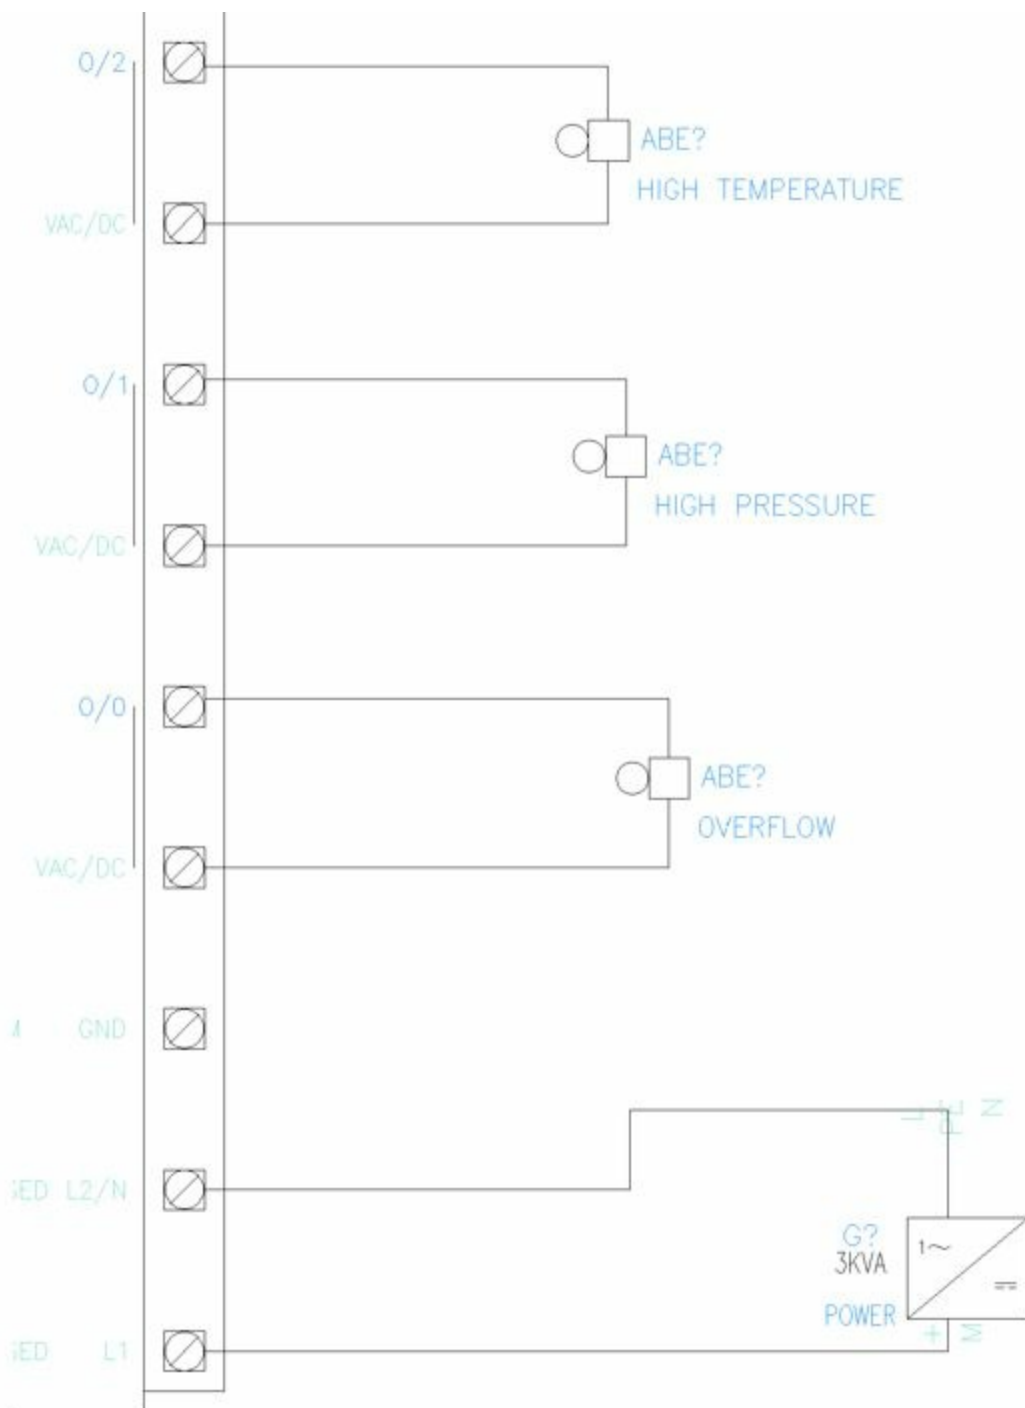 O/2
ABE?
HIGH TEMPERATURE
VAC/DC
O/1
ABE?
HIGH PRESSURE
VAC/DC
O/0
ABE?
OVERFLOW
VAC/DC
GND
L PE N
L2/N
G?
1~
3KVA
POWER
+ M
L1